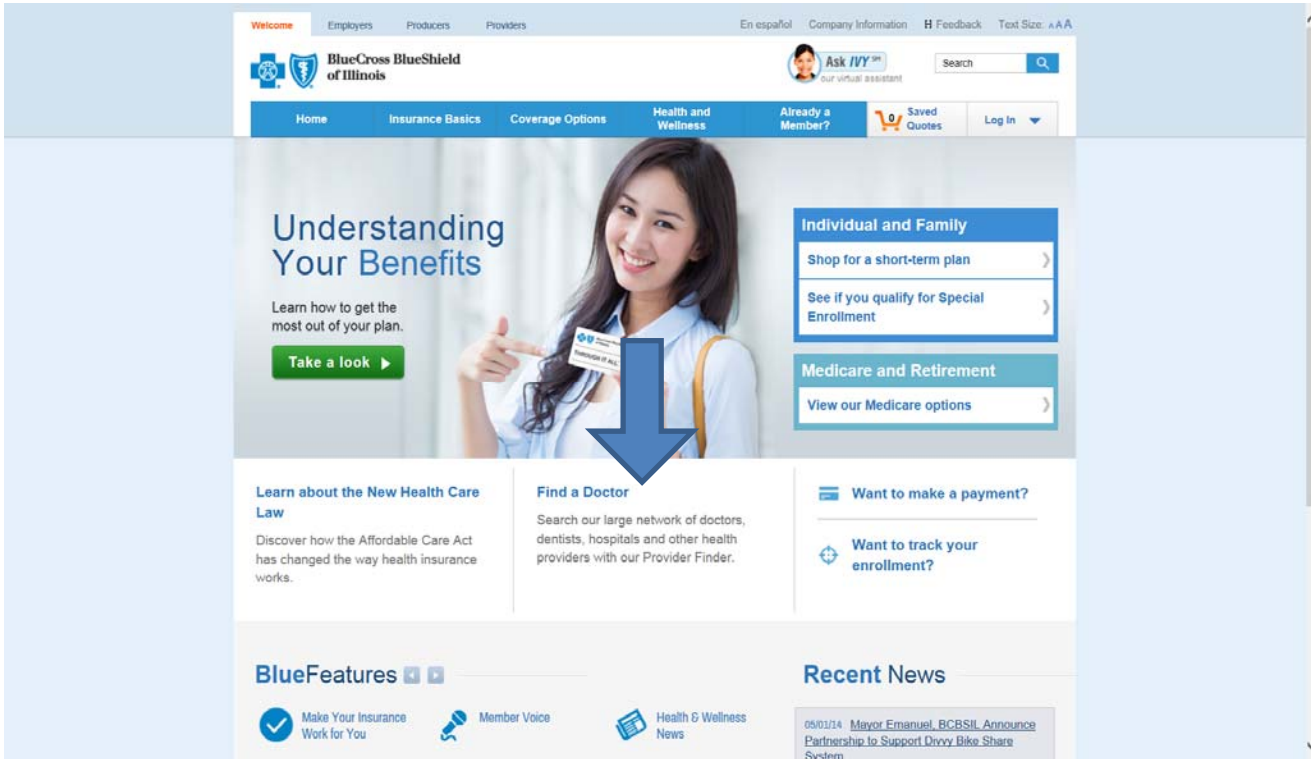 Welcome Employers Producers Providers En español Company Information H Feedback Text Size: AAA
BlueCross BlueShield
of Illinois
Ask IVY SM
our virtual assistant
Search
Home Insurance Basics Coverage Options Health and Wellness Already a Member? 0 Saved Quotes Log In
Understanding
Your Benefits
Learn how to get the
most out of your plan.
Take a look
Individual and Family
Shop for a short-term plan
See if you qualify for Special
Enrollment
Medicare and Retirement
View our Medicare options
Learn about the New Health Care
Law
Discover how the Affordable Care Act
has changed the way health insurance
works.
Find a Doctor
Search our large network of doctors,
dentists, hospitals and other health
providers with our Provider Finder.
Want to make a payment?
Want to track your
enrollment?
BlueFeatures
Make Your Insurance
Work for You
Member Voice
Health & Wellness
News
Recent News
05/01/14 Mayor Emanuel, BCBSIL Announce
Partnership to Support Divvy Bike Share
System